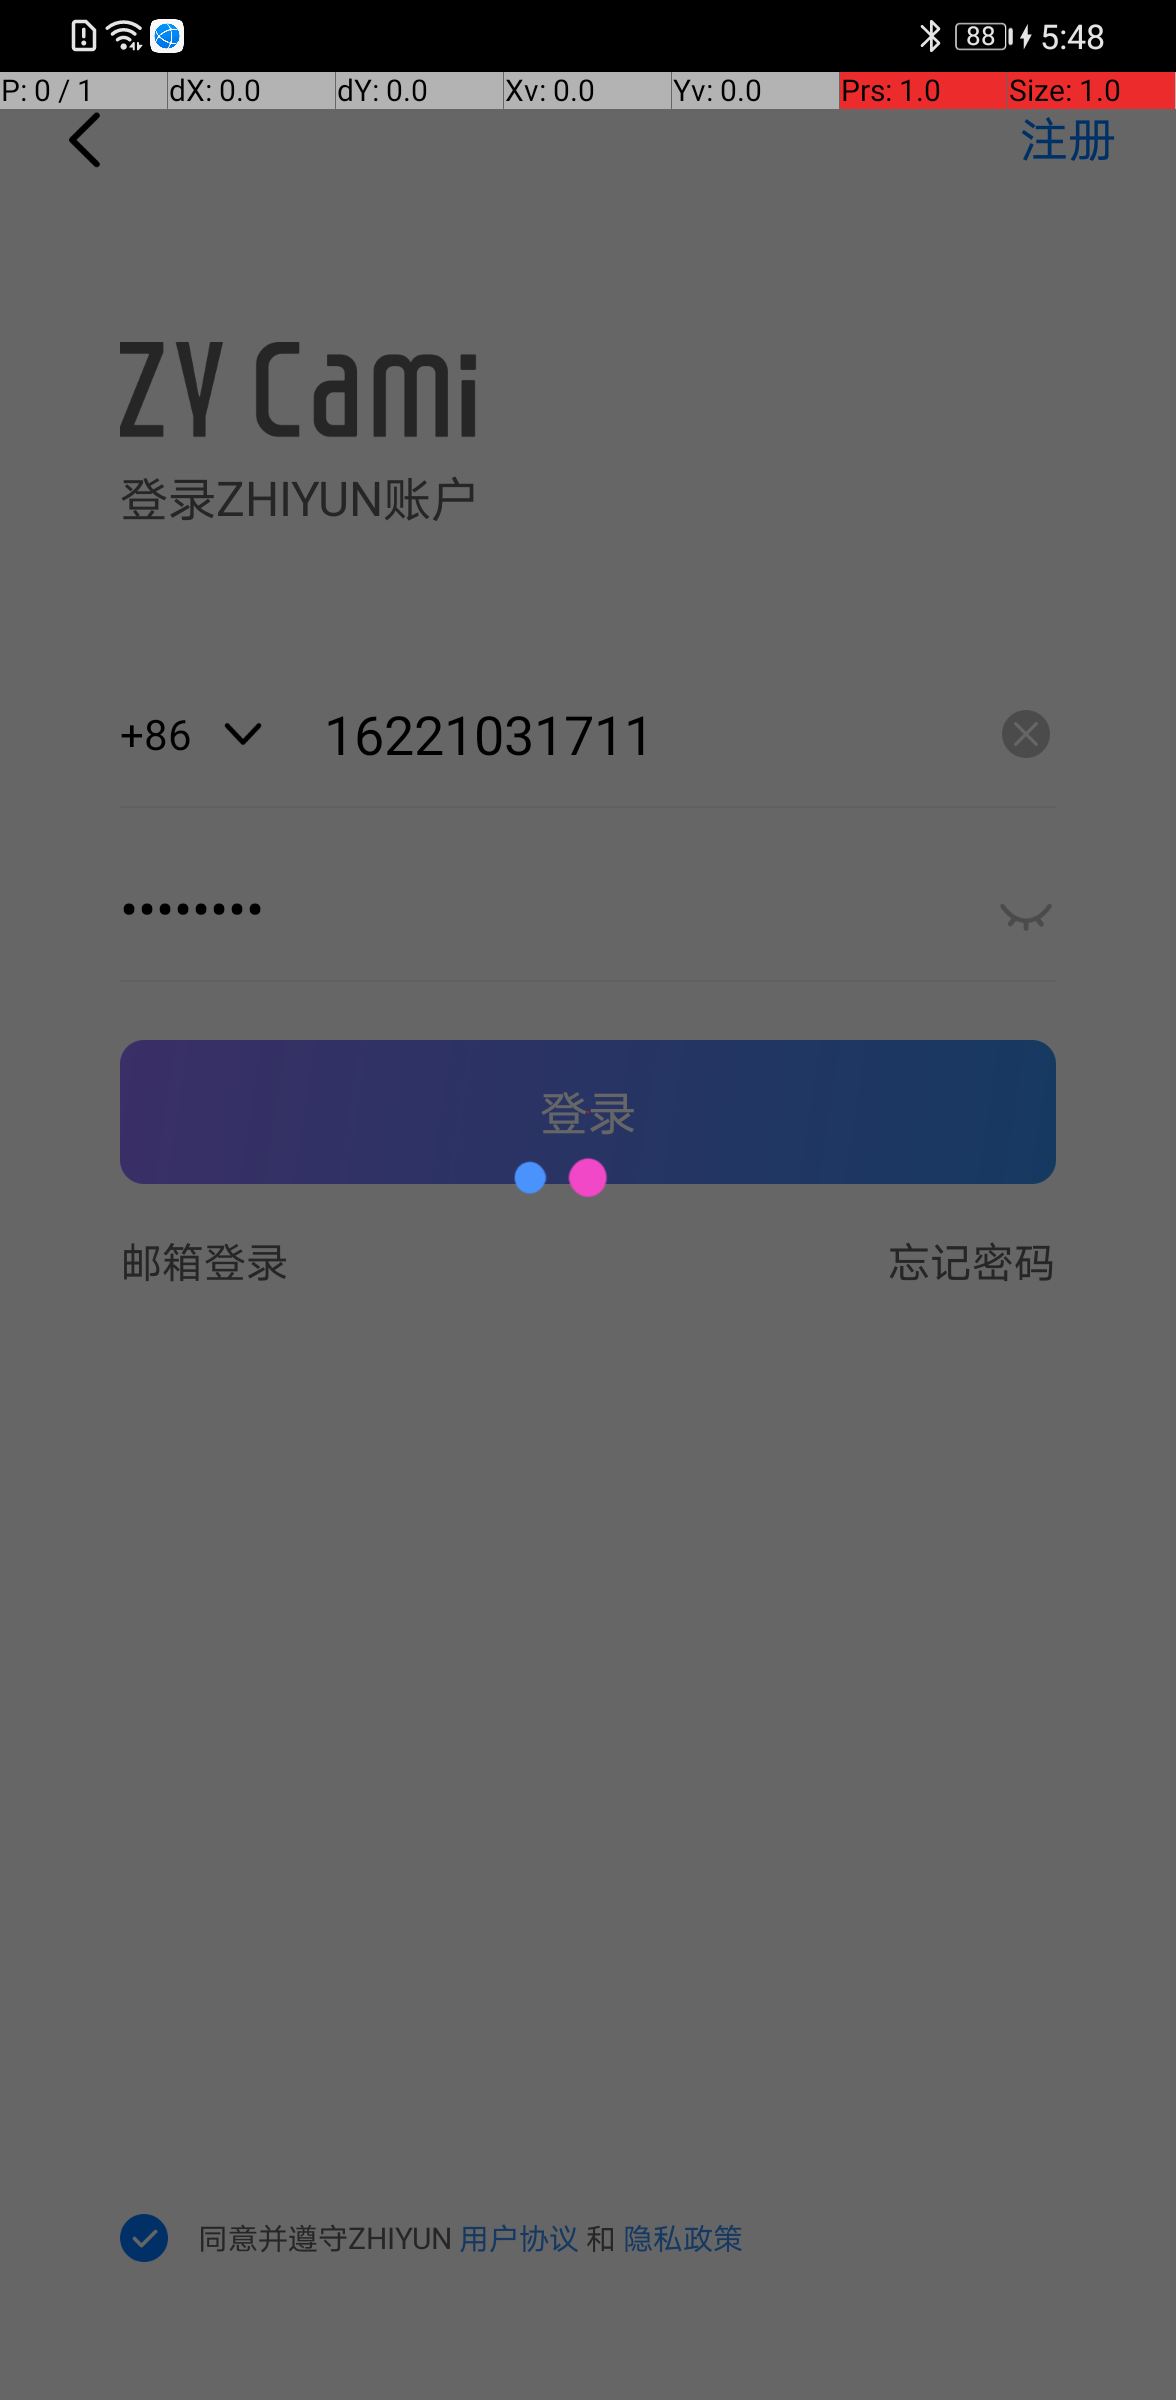 88 5:48
P: 0 / 1 dX: 0.0 dY: 0.0 Xv: 0.0 Yv: 0.0 Prs: 1.0 Size: 1.0
注册
ZY Cami
登录ZHIYUN账户
+86 16221031711
••••••••
登录
邮箱登录 忘记密码
同意并遵守ZHIYUN 用户协议 和 隐私政策